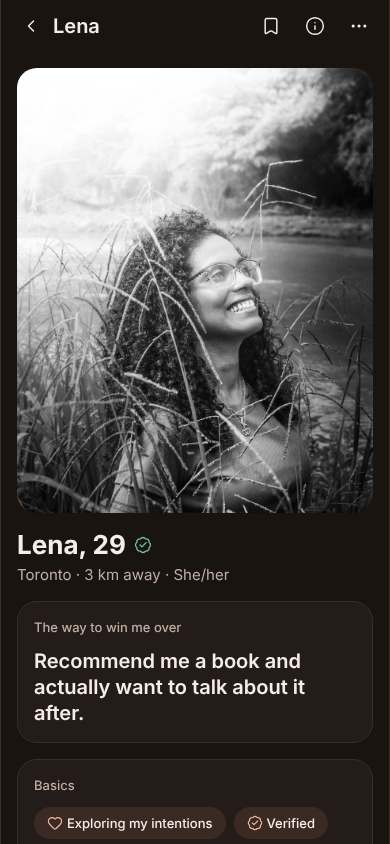 Lena
Lena, 29
Toronto · 3 km away · She/her
The way to win me over
Recommend me a book and
actually want to talk about it
after.
Basics
Exploring my intentions
Verified